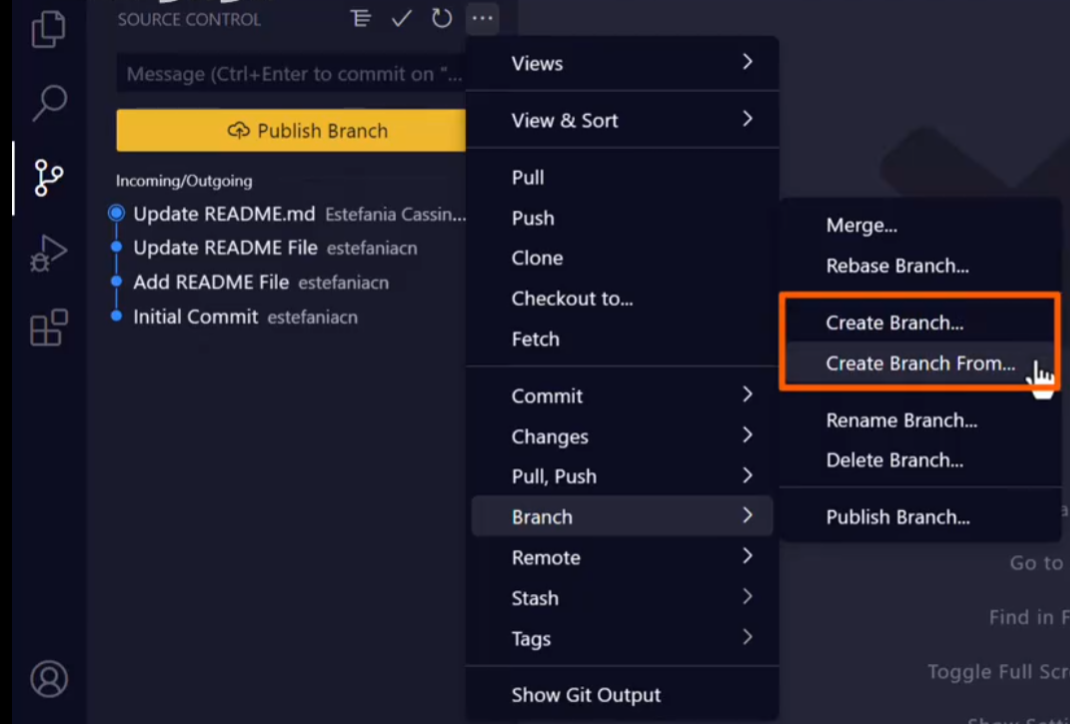 SOURCE CONTROL
Message (Ctrl+Enter to commit on "...
Publish Branch
Incoming/Outgoing
Update README.md Estefania Cassin...
Update README File estefaniacn
Add README File estefaniacn
Initial Commit estefaniacn
Views
View & Sort
Pull
Push
Clone
Checkout to...
Fetch
Commit
Changes
Pull, Push
Branch
Remote
Stash
Tags
Show Git Output
Merge...
Rebase Branch...
Create Branch...
Create Branch From...
Rename Branch...
Delete Branch...
Publish Branch...
Go to
Find in F
Toggle Full Scr